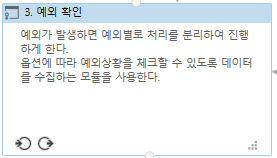 3. 예외 확인
예외가 발생하면 예외별로 처리를 분리하여 진행
하게 한다.
옵션에 따라 예외상황을 체크할 수 있도록 데이터
를 수집하는 모듈을 사용한다.